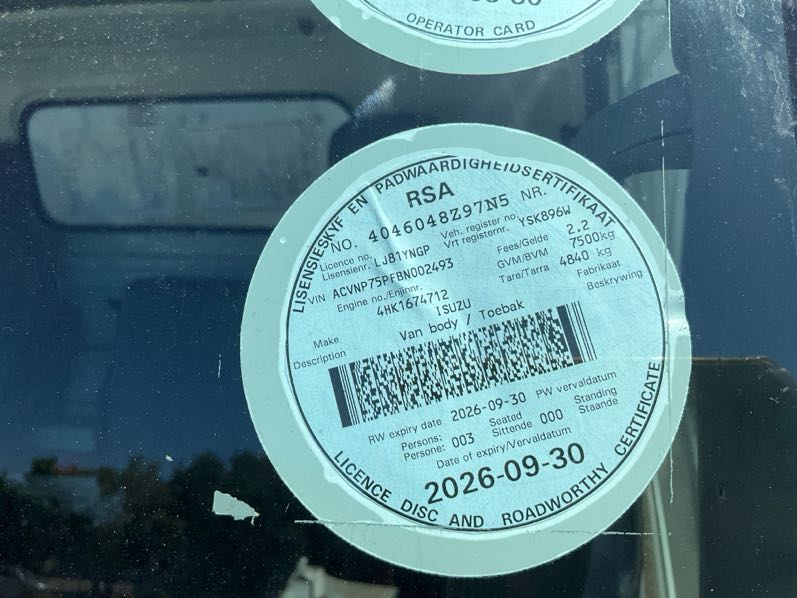 OPERATOR CARD
LISENSIESKYF EN PADWAARDIGHEIDSERTIFIKAAT
RSA
NO. 4046048Z97N5 NR.
Licence no. LJ81YNGP Veh. register no. YSK896W
Lisensienr. Vrt registernr.
VIN ACVNP75PFBN002493 Fees/Gelde 2.2
Engine no./Enjinnr. GVM/BVM 7500kg
4HK1674712 Tare/Tarra 4840 kg
Make ISUZU Fabrikaat
Description Van body / Toebak Beskrywing
RW expiry date 2026-09-30 PW vervaldatum
Persons: 003 Seated 000 Standing
Persone: Sittende Staande
Date of expiry/Vervaldatum
2026-09-30
LICENCE DISC AND ROADWORTHY CERTIFICATE